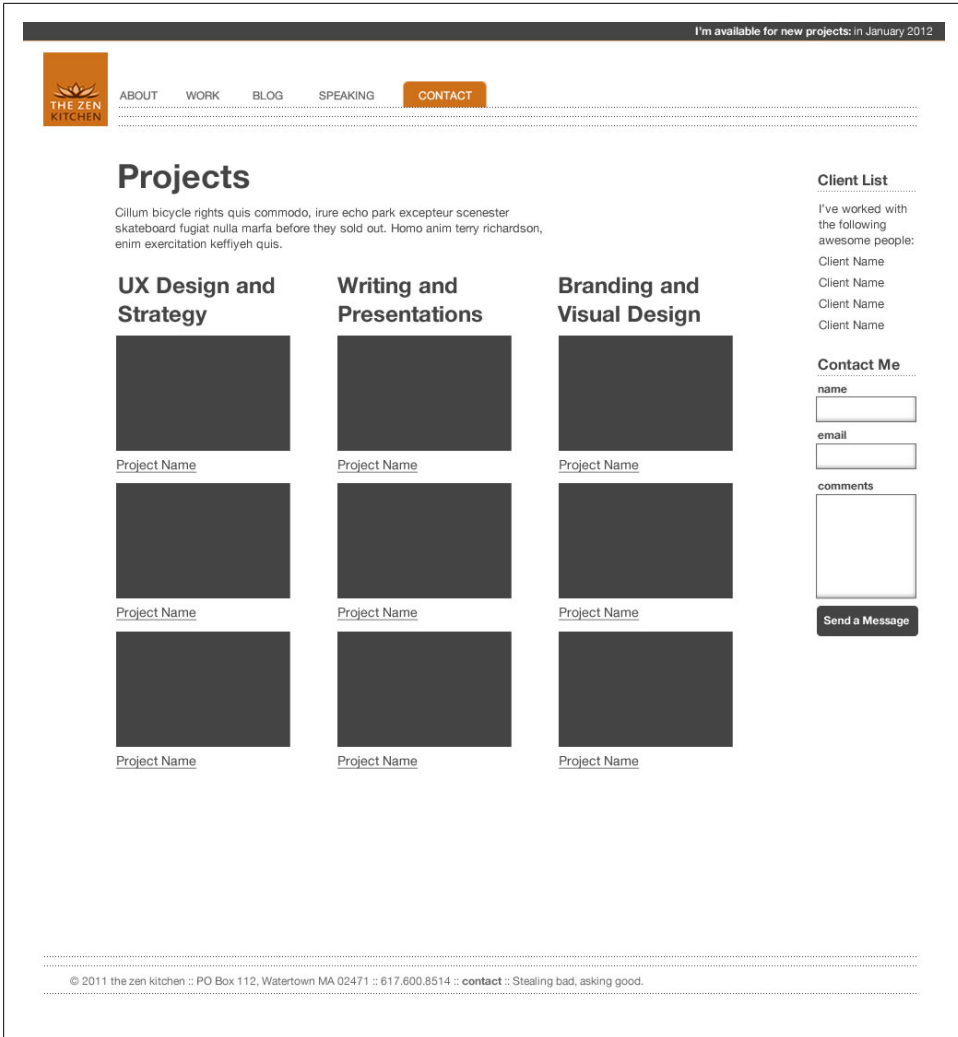 I'm available for new projects: in January 2012
THE ZEN
KITCHEN
ABOUT WORK BLOG SPEAKING CONTACT
Projects
Cillum bicycle rights quis commodo, irure echo park excepteur scenester
skateboard fugiat nulla marfa before they sold out. Homo anim terry richardson,
enim exercitation keffiyeh quis.
UX Design and
Strategy
Project Name
Project Name
Project Name
Writing and
Presentations
Project Name
Project Name
Project Name
Branding and
Visual Design
Project Name
Project Name
Project Name
Client List
I've worked with
the following
awesome people:
Client Name
Client Name
Client Name
Client Name
Contact Me
name
email
comments
Send a Message
© 2011 the zen kitchen :: PO Box 112, Watertown MA 02471 :: 617.600.8514 :: contact :: Stealing bad, asking good.